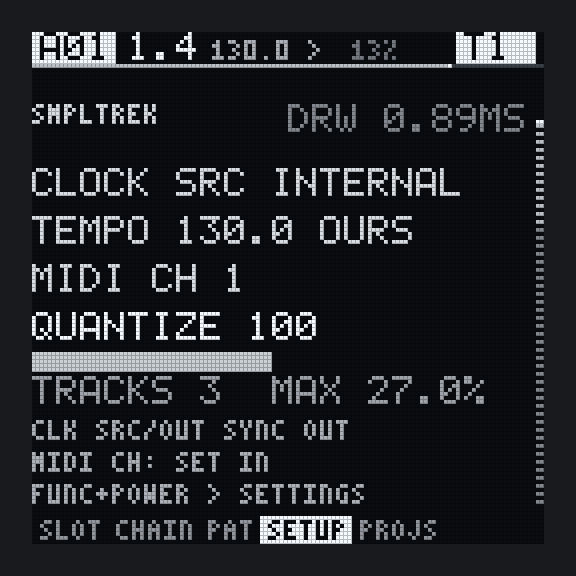 A01 1.4 130.0 > 13% T1
SMPLTREK DRW 0.89MS
CLOCK SRC INTERNAL
TEMPO 130.0 OURS
MIDI CH 1
QUANTIZE 100
TRACKS 3 MAX 27.0%
CLK SRC/OUT SYNC OUT
MIDI CH: SET IN
FUNC+POWER > SETTINGS
SLOT CHAIN PAT SETUP PROJS